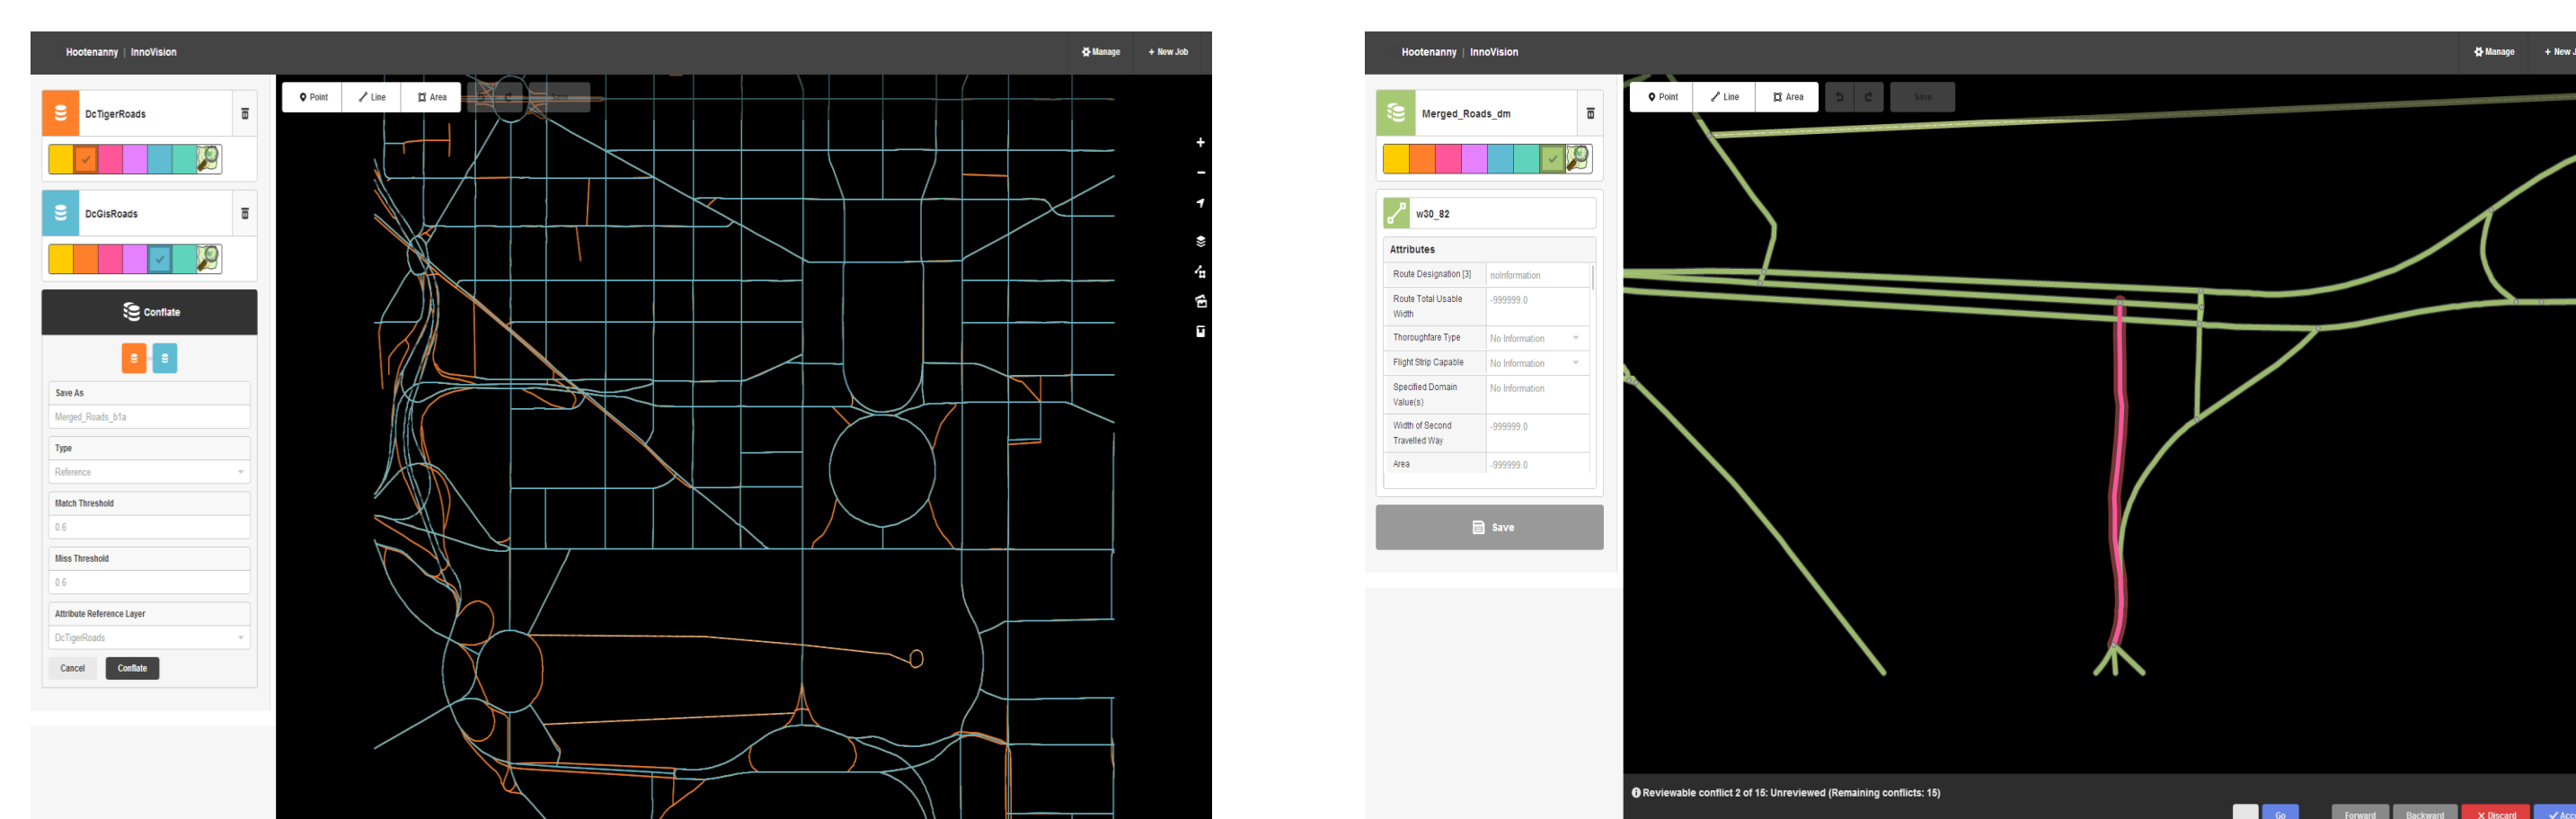 Hootenanny | InnoVision
Manage
+ New Job
DcTigerRoads
DcGisRoads
Conflate
Save As
Merged_Roads_b1a
Type
Reference
Match Threshold
0.6
Miss Threshold
0.6
Attribute Reference Layer
DcTigerRoads
Cancel
Conflate
Point
Line
Area
Save
Hootenanny | InnoVision
Manage
+ New J
Merged_Roads_dm
w30_82
Attributes
Route Designation [3]
noInformation
Route Total Usable
Width
-999999.0
Thoroughfare Type
No Information
Flight Strip Capable
No Information
Specified Domain
Value(s)
No Information
Width of Second
Travelled Way
-999999.0
Area
-999999.0
Save
Point
Line
Area
Save
Reviewable conflict 2 of 15: Unreviewed (Remaining conflicts: 15)
Go
Forward
Backward
X Discard
Acce